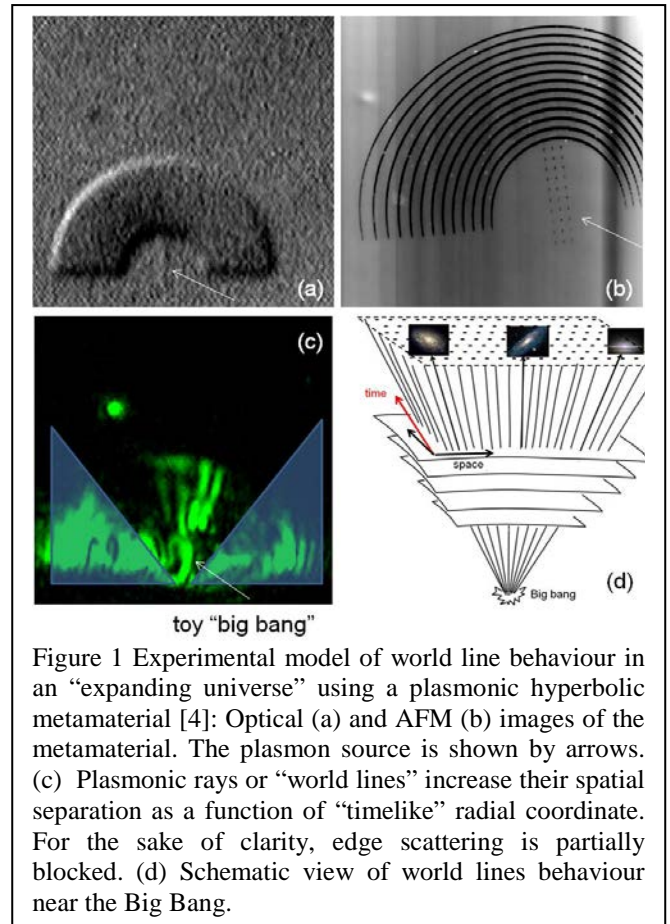 (a)
(b)
(c)
toy “big bang”
time
space
Big bang
(d)
Figure 1 Experimental model of world line behaviour in
an “expanding universe” using a plasmonic hyperbolic
metamaterial [4]: Optical (a) and AFM (b) images of the
metamaterial. The plasmon source is shown by arrows.
(c) Plasmonic rays or “world lines” increase their spatial
separation as a function of “timelike” radial coordinate.
For the sake of clarity, edge scattering is partially
blocked. (d) Schematic view of world lines behaviour
near the Big Bang.